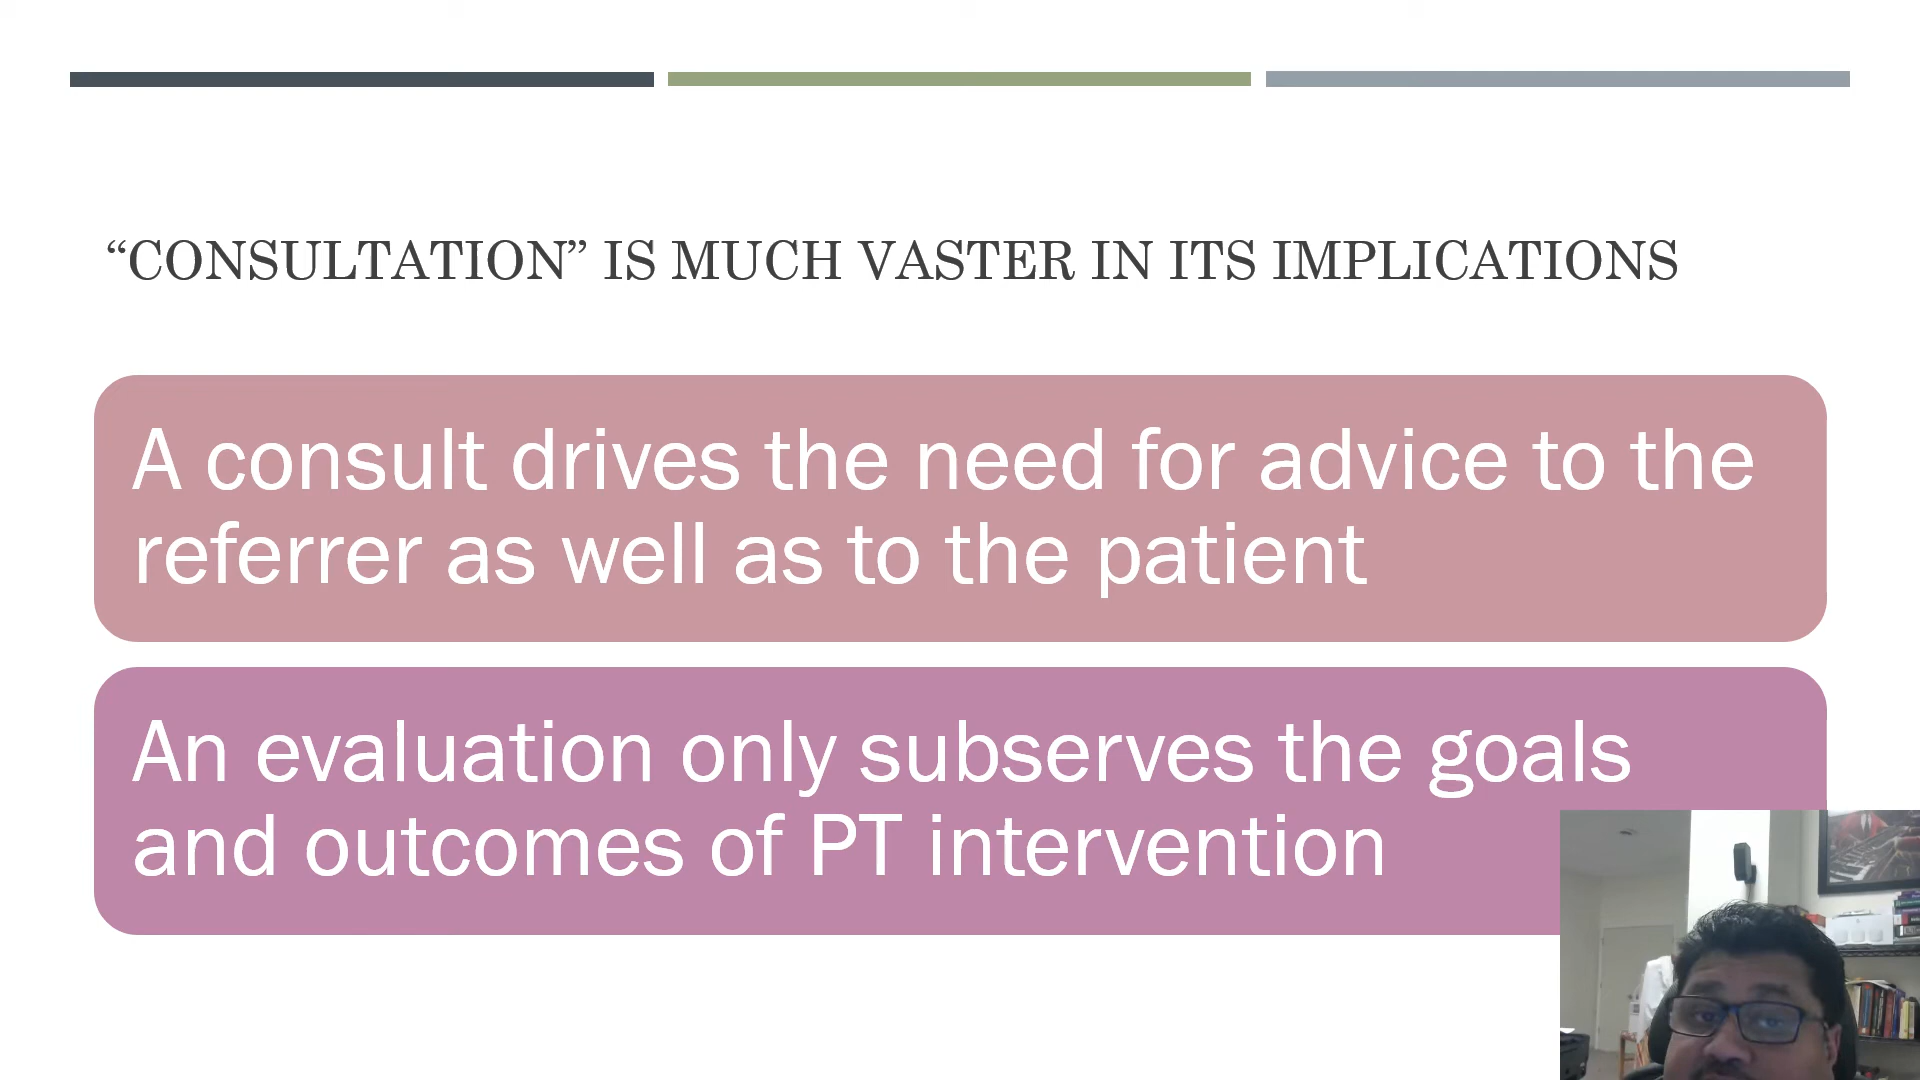 “CONSULTATION” IS MUCH VASTER IN ITS IMPLICATIONS
A consult drives the need for advice to the
referrer as well as to the patient
An evaluation only subserves the goals
and outcomes of PT intervention